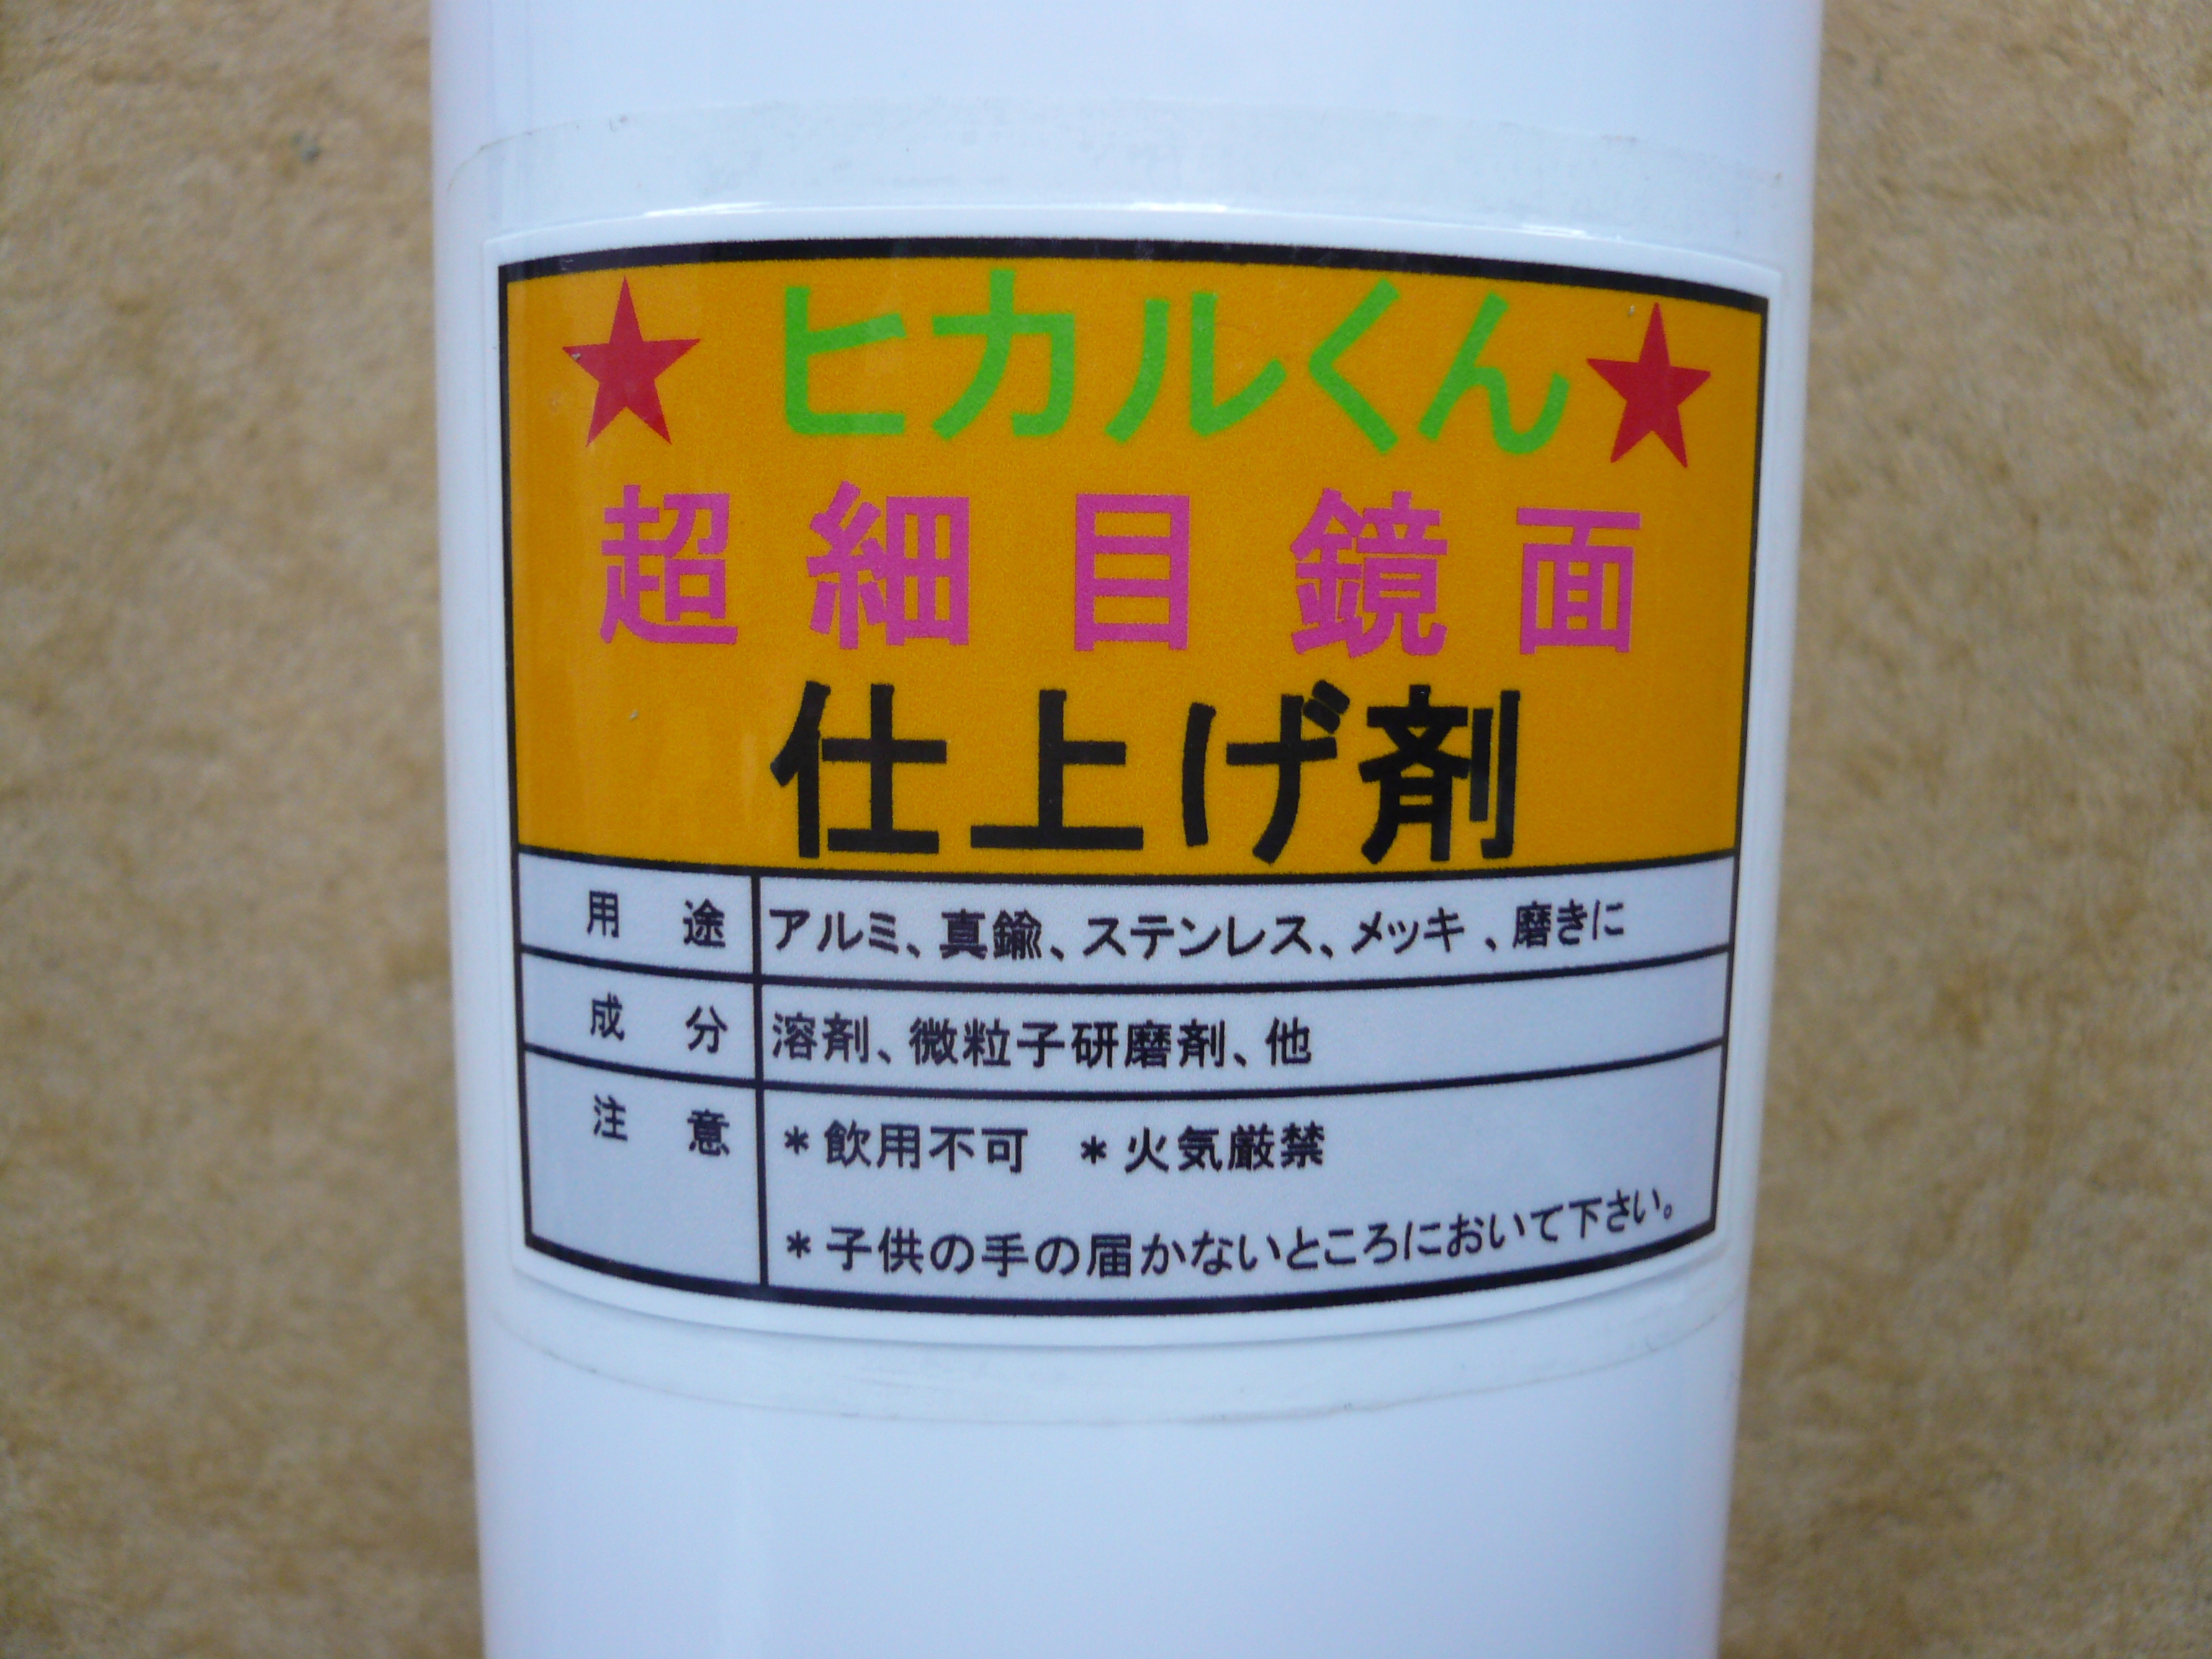 ★ ヒカルくん ★
超細目鏡面
仕上げ剤
用途 アルミ、真鍮、ステンレス、メッキ 、磨きに
成分 溶剤、微粒子研磨剤、他
注意 *飲用不可 *火気厳禁
*子供の手の届かないところにおいて下さい。